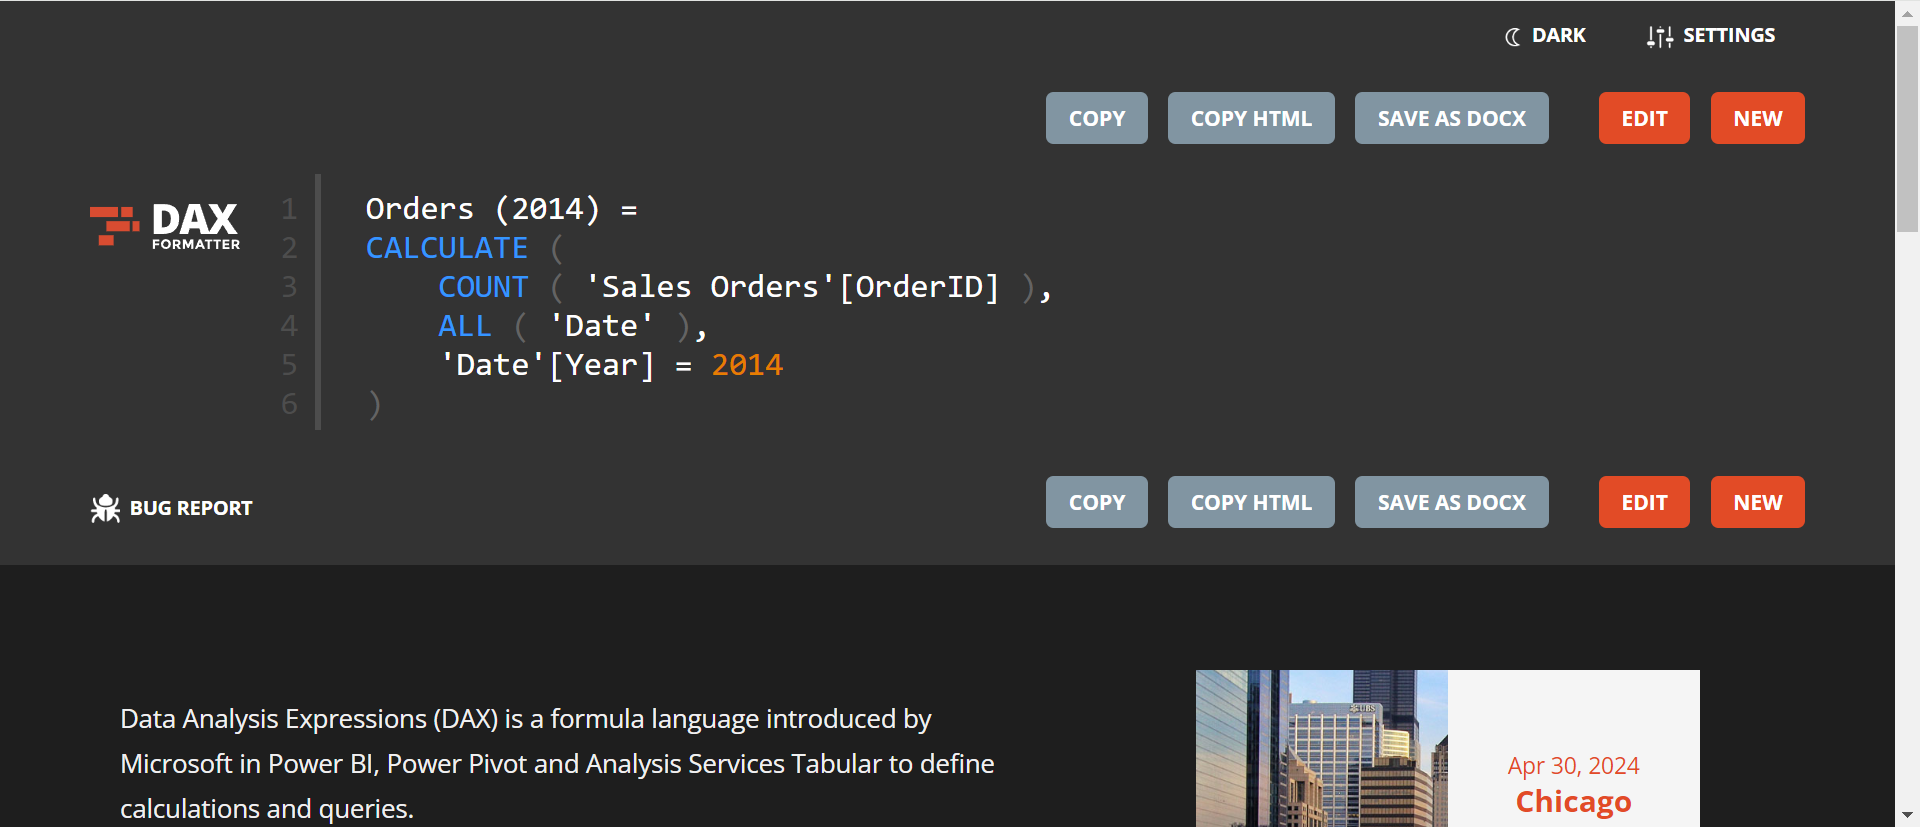 DARK SETTINGS
COPY COPY HTML SAVE AS DOCX EDIT NEW
DAX
FORMATTER
1 Orders (2014) =
2 CALCULATE (
3 COUNT ( 'Sales Orders'[OrderID] ),
4 ALL ( 'Date' ),
5 'Date'[Year] = 2014
6 )
BUG REPORT
COPY COPY HTML SAVE AS DOCX EDIT NEW
Data Analysis Expressions (DAX) is a formula language introduced by
Microsoft in Power BI, Power Pivot and Analysis Services Tabular to define
calculations and queries.
UBS
Apr 30, 2024
Chicago